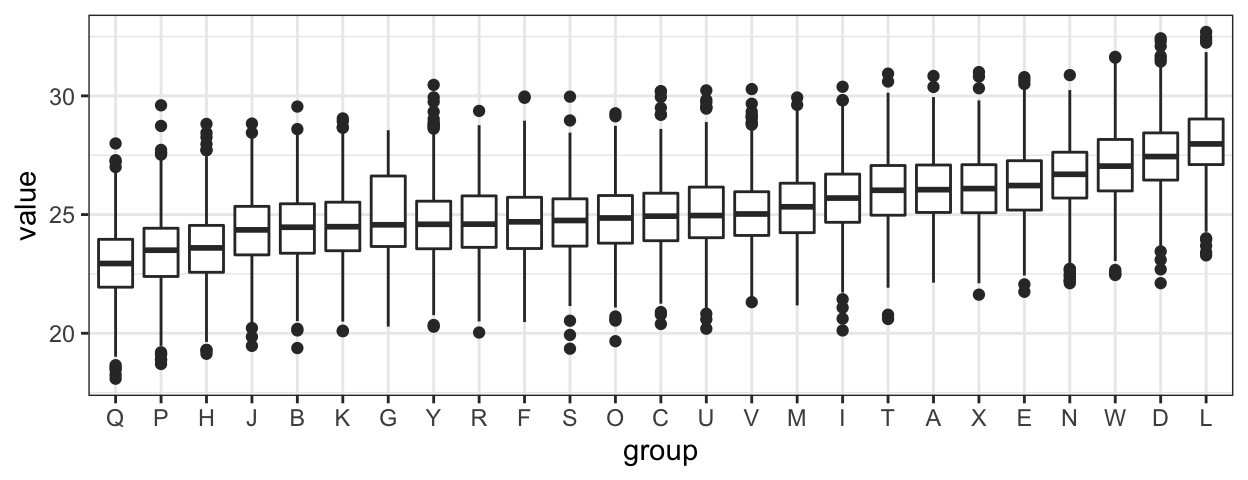 value
30
25
20
Q P H J B K G Y R F S O C U V M I T A X E N W D L
group